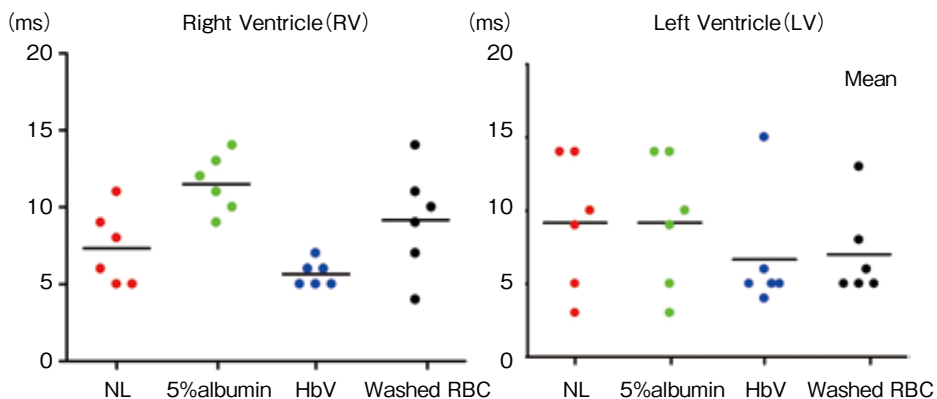 (ms) Right Ventricle(RV)
20
15
10
5
0
NL 5%albumin HbV Washed RBC
(ms) Left Ventricle(LV)
20
Mean
15
10
5
0
NL 5%albumin HbV Washed RBC